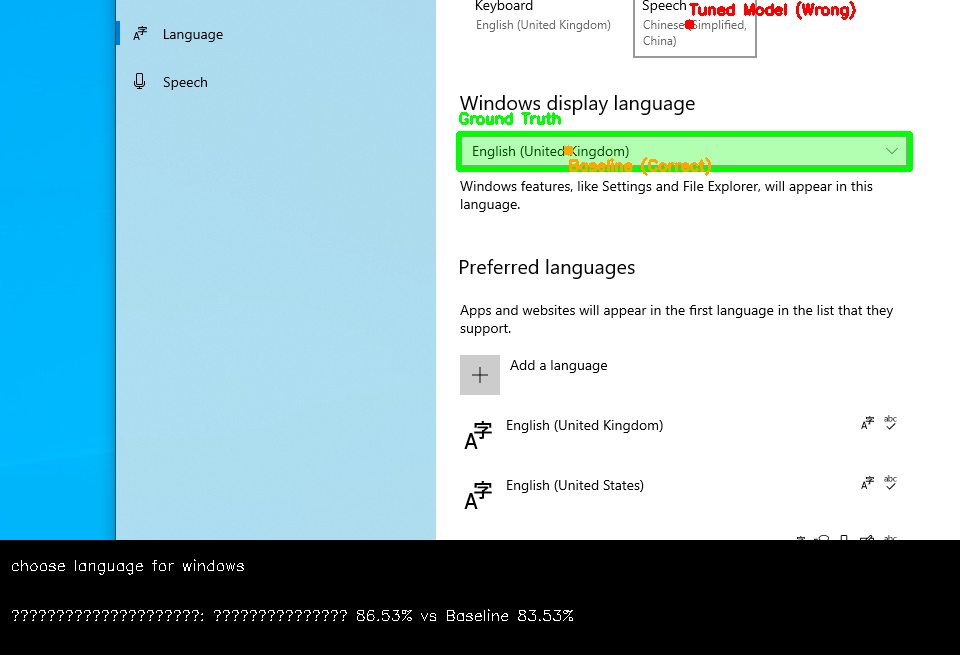 Keyboard
English (United Kingdom)
Speech
Chinese (Simplified, China)
Tuned Model (Wrong)
Language
Speech
Windows display language
Ground Truth
English (United Kingdom)
Baseline (Correct)
Windows features, like Settings and File Explorer, will appear in this
language.
Preferred languages
Apps and websites will appear in the first language in the list that they
support.
Add a language
English (United Kingdom)
English (United States)
choose language for windows
?????????????????????: ??????????????? 86.53% vs Baseline 83.53%